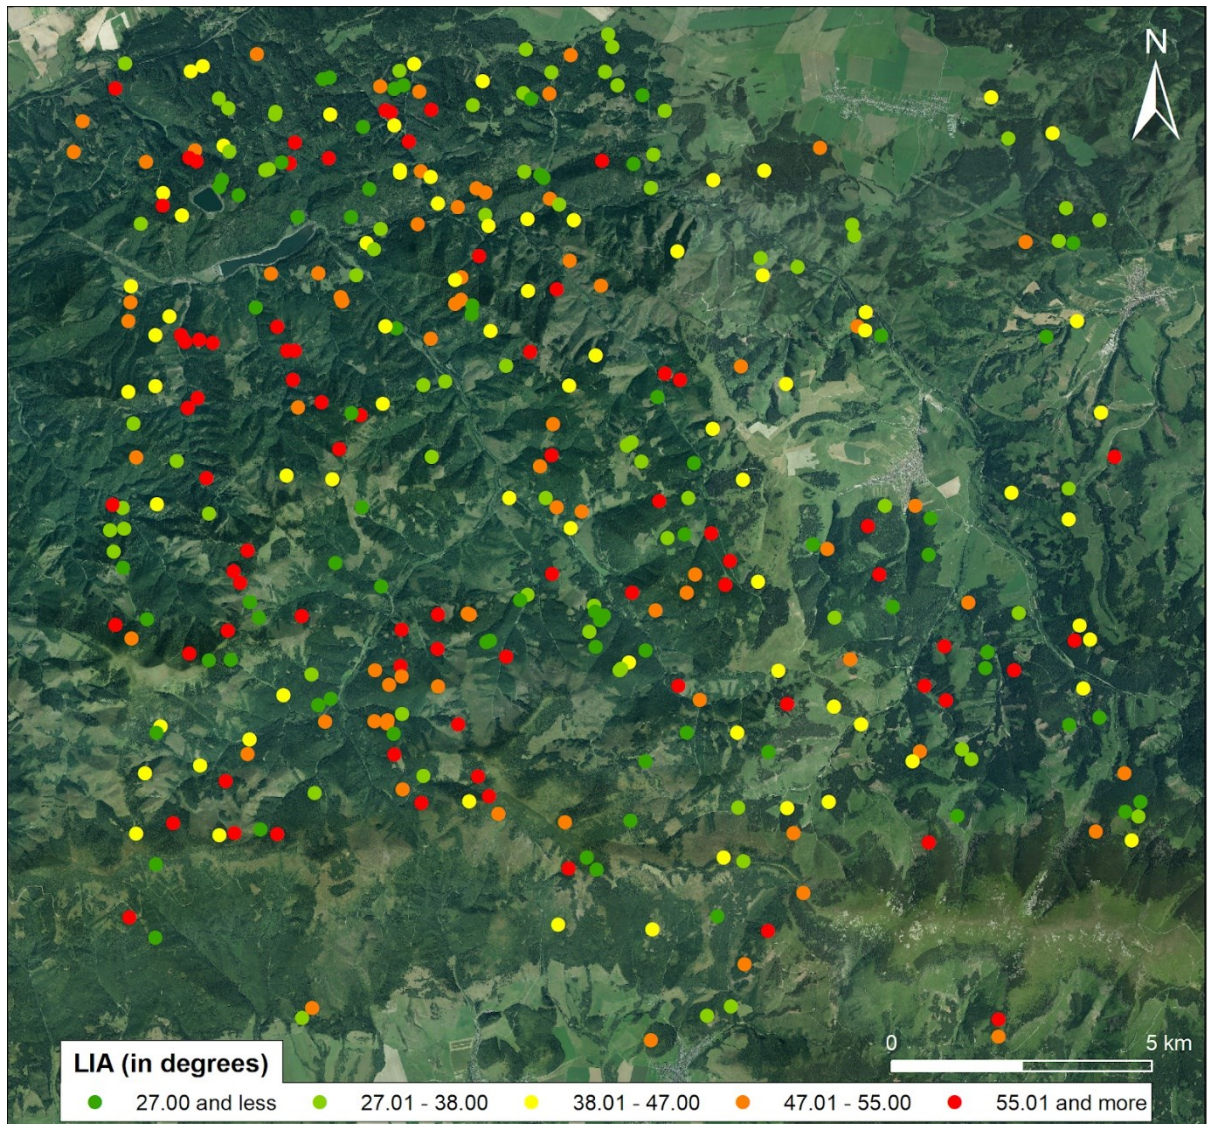 N
0 5 km
LIA (in degrees)
27.00 and less 27.01 - 38.00 38.01 - 47.00 47.01 - 55.00 55.01 and more